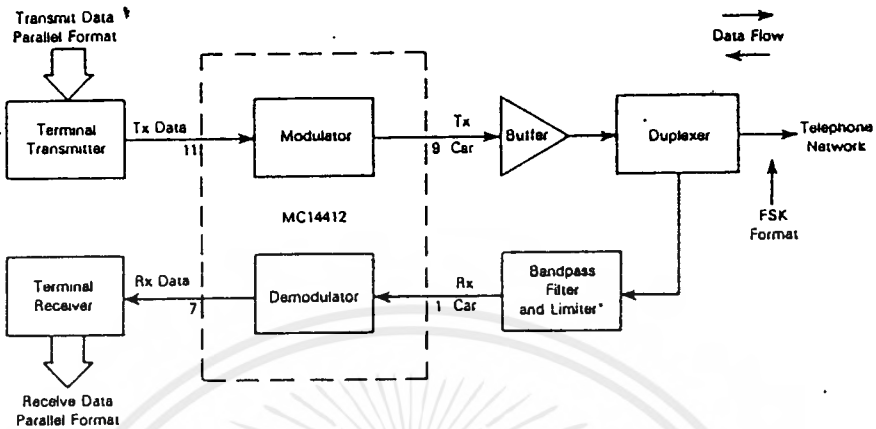 Transmit Data
Parallel Format
Data Flow
Terminal
Transmitter
Tx Data
11
Modulator
9
Tx
Car
Buffer
Duplexer
Telephone
Network
MC14412
FSK
Format
Terminal
Receiver
Rx Data
7
Demodulator
1
Rx
Car
Bandpass
Filter
and Limiter*
Receive Data
Parallel Format